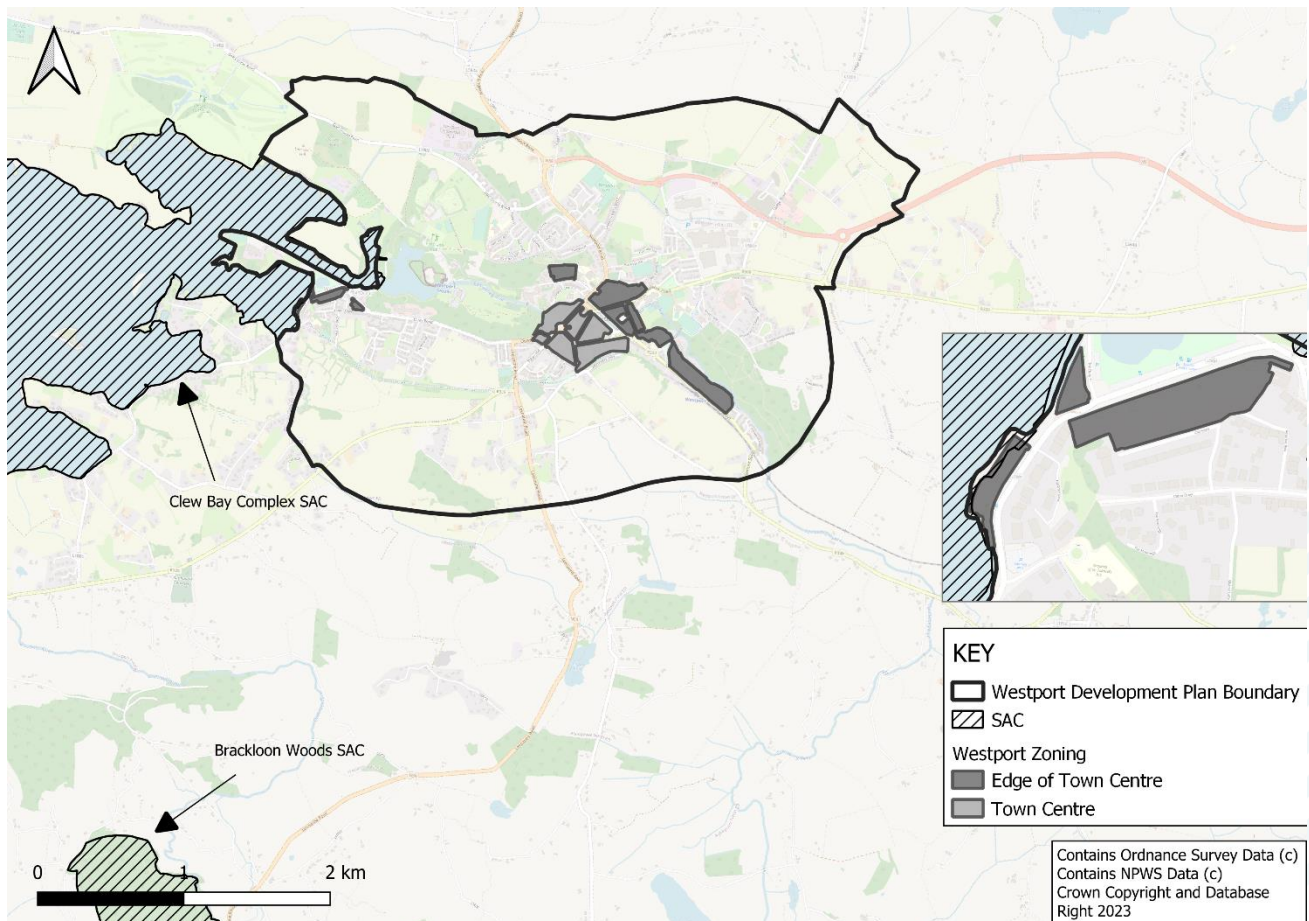 Clew Bay Complex SAC
Brackloon Woods SAC
0 1 2 km
KEY
Westport Development Plan Boundary
SAC
Westport Zoning
Edge of Town Centre
Town Centre
Contains Ordnance Survey Data (c)
Contains NPWS Data (c)
Crown Copyright and Database
Right 2023